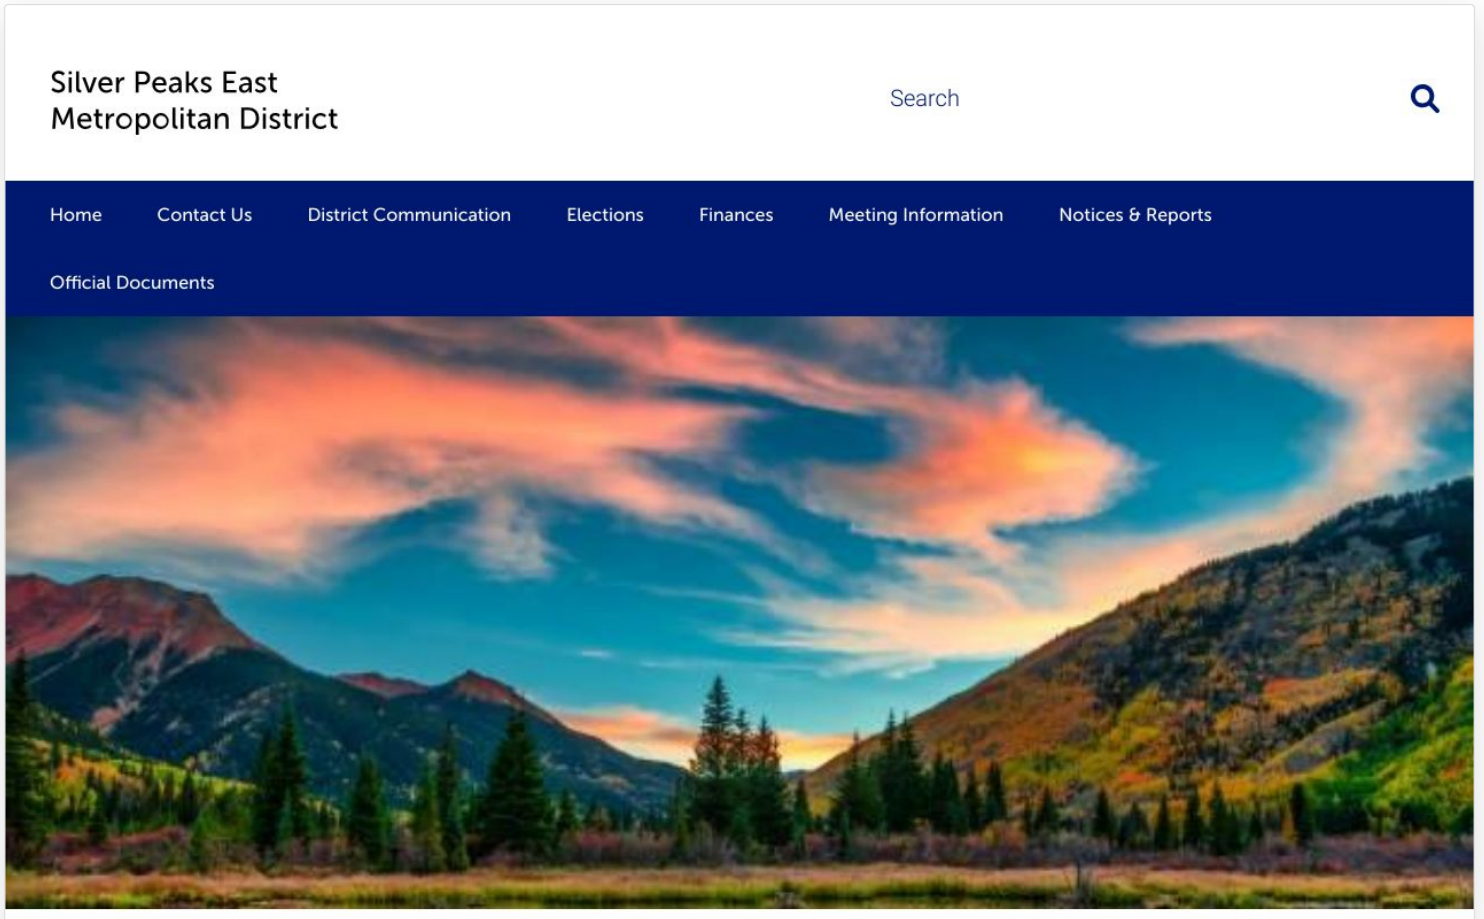 Silver Peaks East
Metropolitan District
Search
Home Contact Us District Communication Elections Finances Meeting Information Notices & Reports
Official Documents